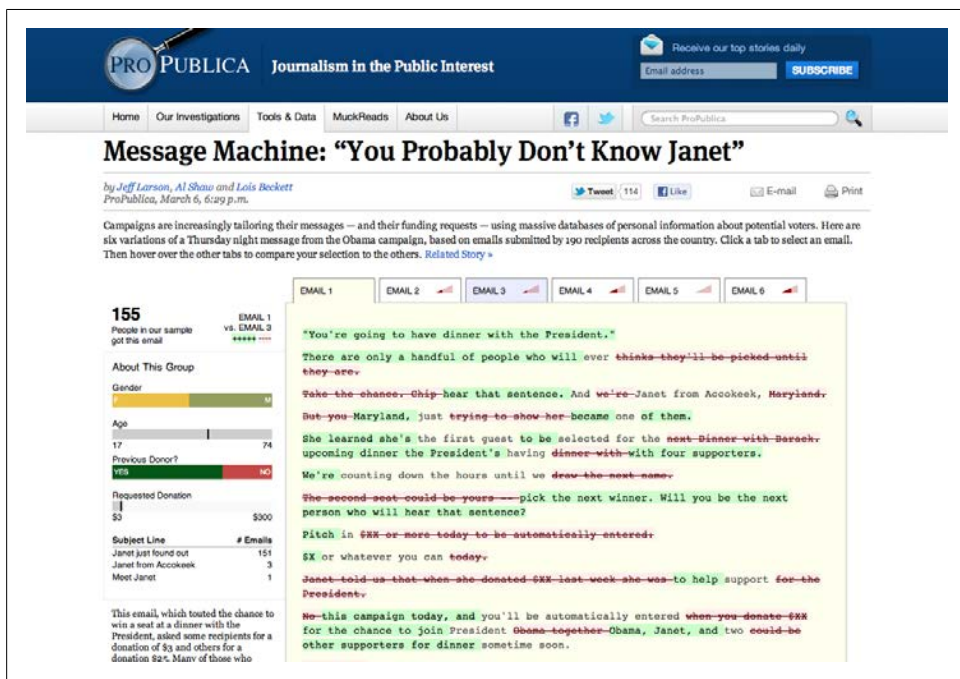 PRO PUBLICA Journalism in the Public Interest
Receive our top stories daily
Email address SUBSCRIBE
Home Our Investigations Tools & Data MuckReads About Us
Search ProPublica
Message Machine: “You Probably Don’t Know Janet”
by Jeff Larson, Al Shaw and Lois Beckett
ProPublica, March 6, 6:29 p.m.
Tweet 114 Like E-mail Print
Campaigns are increasingly tailoring their messages — and their funding requests — using massive databases of personal information about potential voters. Here are
six variations of a Thursday night message from the Obama campaign, based on emails submitted by 190 recipients across the country. Click a tab to select an email.
Then hover over the other tabs to compare your selection to the others. Related Story »
EMAIL 1 EMAIL 2 EMAIL 3 EMAIL 4 EMAIL 5 EMAIL 6
155
People in our sample
got this email
EMAIL 1
vs. EMAIL 3
+++++ ----
About This Group
Gender
F M
Age
17 74
Previous Donor?
YES NO
Requested Donation
$3 $300
Subject Line # Emails
Janet just found out 151
Janet from Accokeek 3
Meet Janet 1
This email, which touted the chance to
win a seat at a dinner with the
President, asked some recipients for a
donation of $3 and others for a
donation $25. Many of those who
"You're going to have dinner with the President."
There are only a handful of people who will ever thinks they'll be picked until
they are.
Take the chance. Chip hear that sentence. And we're Janet from Accokeek, Maryland.
But you Maryland, just trying to show her became one of them.
She learned she's the first guest to be selected for the next Dinner with Barack.
upcoming dinner the President's having dinner with with four supporters.
We're counting down the hours until we draw the next name.
The second seat could be yours -- pick the next winner. Will you be the next
person who will hear that sentence?
Pitch in $XX or more today to be automatically entered.
$X or whatever you can today.
Janet told us that when she donated $XX last week she was to help support for the
President.
No this campaign today, and you'll be automatically entered when you donate $XX
for the chance to join President Obama together Obama, Janet, and two could be
other supporters for dinner sometime soon.